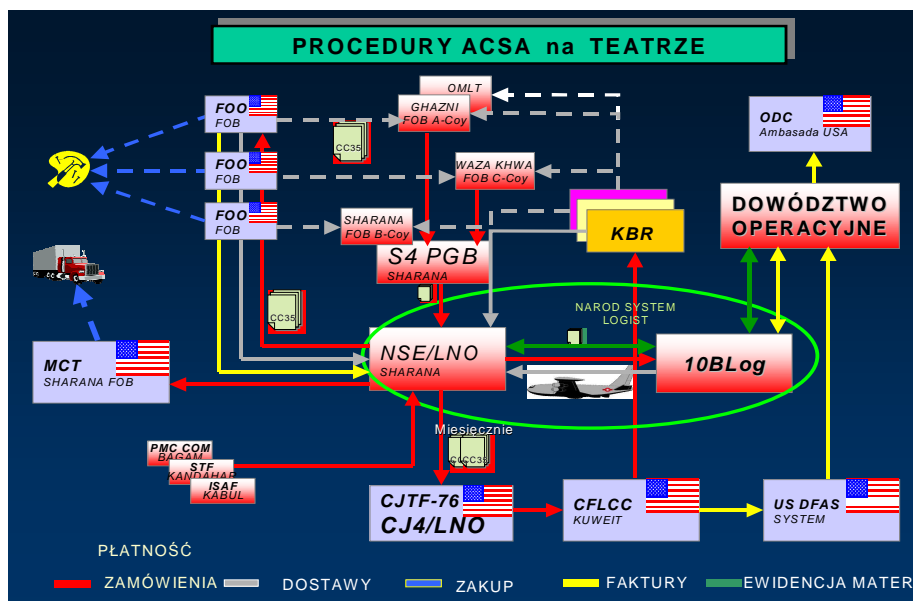 PROCEDURY ACSA na TEATRZE
OMLT
GHAZNI
FOB A-Coy
FOO
FOB
CC35
ODC
Ambasada USA
FOO
FOB
WAZA KHWA
FOB C-Coy
DOWÓDZTWO
OPERACYJNE
FOO
FOB
SHARANA
FOB B-Coy
KBR
S4 PGB
SHARANA
CC35
NAROD SYSTEM
LOGIST
NSE/LNO
SHARANA
10BLog
MCT
SHARANA FOB
Miesięcznie
PMC COM
BAGAM
STF
KANDAHAR
ISAF
KABUL
CJTF-76
CJ4/LNO
CFLCC
KUWEIT
US DFAS
SYSTEM
PŁATNOŚĆ
ZAMÓWIENIA
DOSTAWY
ZAKUP
FAKTURY
EWIDENCJA MATER